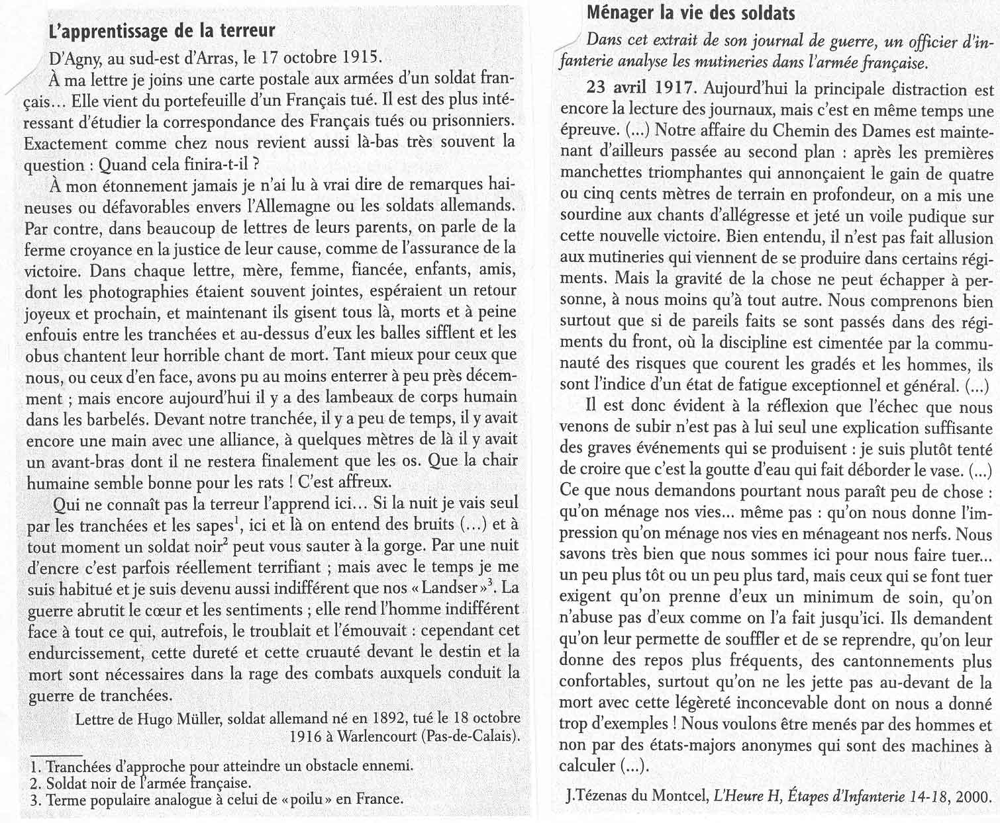 L'apprentissage de la terreur
D'Agny, au sud-est d'Arras, le 17 octobre 1915.
À ma lettre je joins une carte postale aux armées d'un soldat fran-
çais... Elle vient du portefeuille d'un Français tué. Il est des plus inté-
ressant d'étudier la correspondance des Français tués ou prisonniers.
Exactement comme chez nous revient aussi là-bas très souvent la
question : Quand cela finira-t-il ?
À mon étonnement jamais je n'ai lu à vrai dire de remarques hai-
neuses ou défavorables envers l'Allemagne ou les soldats allemands.
Par contre, dans beaucoup de lettres de leurs parents, on parle de la
ferme croyance en la justice de leur cause, comme de l'assurance de la
victoire. Dans chaque lettre, mère, femme, fiancée, enfants, amis,
dont les photographies étaient souvent jointes, espéraient un retour
joyeux et prochain, et maintenant ils gisent tous là, morts et à peine
enfouis entre les tranchées et au-dessus d'eux les balles sifflent et les
obus chantent leur horrible chant de mort. Tant mieux pour ceux que
nous, ou ceux d'en face, avons pu au moins enterrer à peu près décem-
ment ; mais encore aujourd'hui il y a des lambeaux de corps humain
dans les barbelés. Devant notre tranchée, il y a peu de temps, il y avait
encore une main avec une alliance, à quelques mètres de là il y avait
un avant-bras dont il ne restera finalement que les os. Que la chair
humaine semble bonne pour les rats ! C'est affreux.
Qui ne connaît pas la terreur l'apprend ici... Si la nuit je vais seul
par les tranchées et les sapes¹, ici et là on entend des bruits (...) et à
tout moment un soldat noir² peut vous sauter à la gorge. Par une nuit
d'encre c'est parfois réellement terrifiant ; mais avec le temps je me
suis habitué et je suis devenu aussi indifférent que nos « Landser »³. La
guerre abrutit le cœur et les sentiments ; elle rend l'homme indifférent
face à tout ce qui, autrefois, le troublait et l'émouvait : cependant cet
endurcissement, cette dureté et cette cruauté devant le destin et la
mort sont nécessaires dans la rage des combats auxquels conduit la
guerre de tranchées.
Lettre de Hugo Müller, soldat allemand né en 1892, tué le 18 octobre
1916 à Warlencourt (Pas-de-Calais).
1. Tranchées d'approche pour atteindre un obstacle ennemi.
2. Soldat noir de l'armée française.
3. Terme populaire analogue à celui de « poilu » en France.
Ménager la vie des soldats
Dans cet extrait de son journal de guerre, un officier d'in-
fanterie analyse les mutineries dans l'armée française.
23 avril 1917. Aujourd'hui la principale distraction est
encore la lecture des journaux, mais c'est en même temps une
épreuve. (...) Notre affaire du Chemin des Dames est mainte-
nant d'ailleurs passée au second plan : après les premières
manchettes triomphantes qui annonçaient le gain de quatre
ou cinq cents mètres de terrain en profondeur, on a mis une
sourdine aux chants d'allégresse et jeté un voile pudique sur
cette nouvelle victoire. Bien entendu, il n'est pas fait allusion
aux mutineries qui viennent de se produire dans certains régi-
ments. Mais la gravité de la chose ne peut échapper à per-
sonne, à nous moins qu'à tout autre. Nous comprenons bien
surtout que si de pareils faits se sont passés dans des régi-
ments du front, où la discipline est cimentée par la commu-
nauté des risques que courent les gradés et les hommes, ils
sont l'indice d'un état de fatigue exceptionnel et général. (...)
Il est donc évident à la réflexion que l'échec que nous
venons de subir n'est pas à lui seul une explication suffisante
des graves événements qui se produisent : je suis plutôt tenté
de croire que c'est la goutte d'eau qui fait déborder le vase. (...)
Ce que nous demandons pourtant nous paraît peu de chose :
qu'on ménage nos vies... même pas : qu'on nous donne l'im-
pression qu'on ménage nos vies en ménageant nos nerfs. Nous
savons très bien que nous sommes ici pour nous faire tuer...
un peu plus tôt ou un peu plus tard, mais ceux qui se font tuer
exigent qu'on prenne d'eux un minimum de soin, qu'on
n'abuse pas d'eux comme on l'a fait jusqu'ici. Ils demandent
qu'on leur permette de souffler et de se reprendre, qu'on leur
donne des repos plus fréquents, des cantonnements plus
confortables, surtout qu'on ne les jette pas au-devant de la
mort avec cette légèreté inconcevable dont on nous a donné
trop d'exemples ! Nous voulons être menés par des hommes et
non par des états-majors anonymes qui sont des machines à
calculer (...).
J.Tézenas du Montcel, L'Heure H, Étapes d'Infanterie 14-18, 2000.